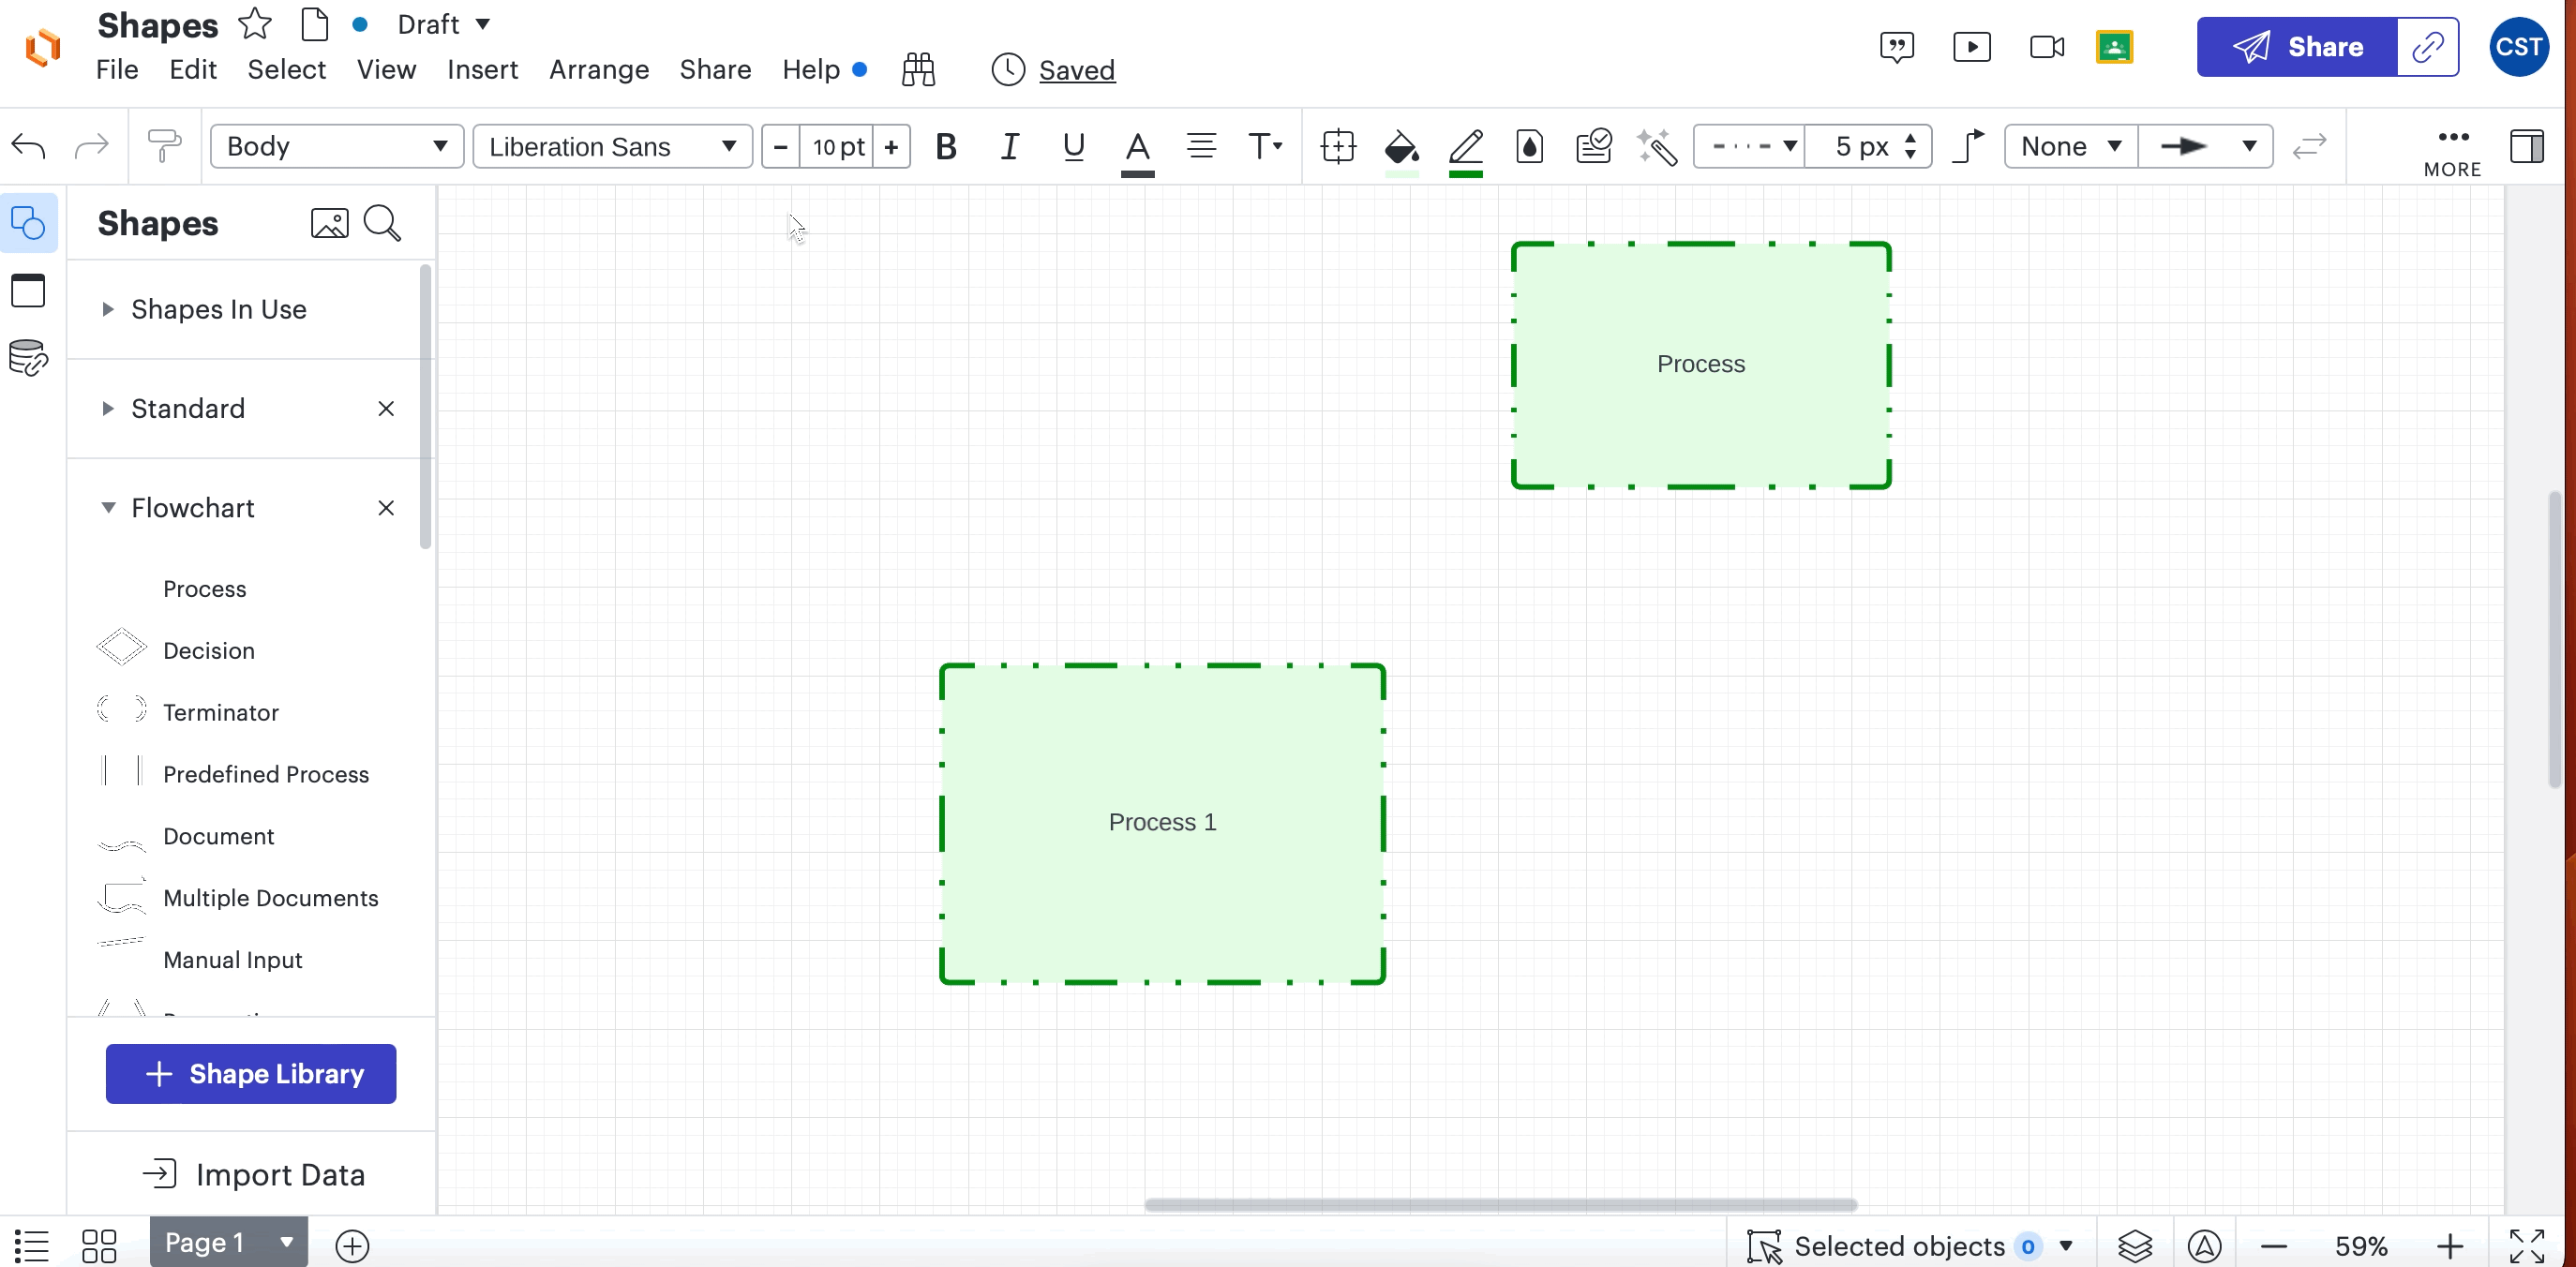 Shapes Draft
File Edit Select View Insert Arrange Share Help Saved
Share CST
Body Liberation Sans − 10 pt + B I U A T 5 px None MORE
Shapes
Shapes In Use
Standard
Flowchart
Process
Decision
Terminator
Predefined Process
Document
Multiple Documents
Manual Input
+ Shape Library
Import Data
Process
Process 1
Page 1 Selected objects 0 59%